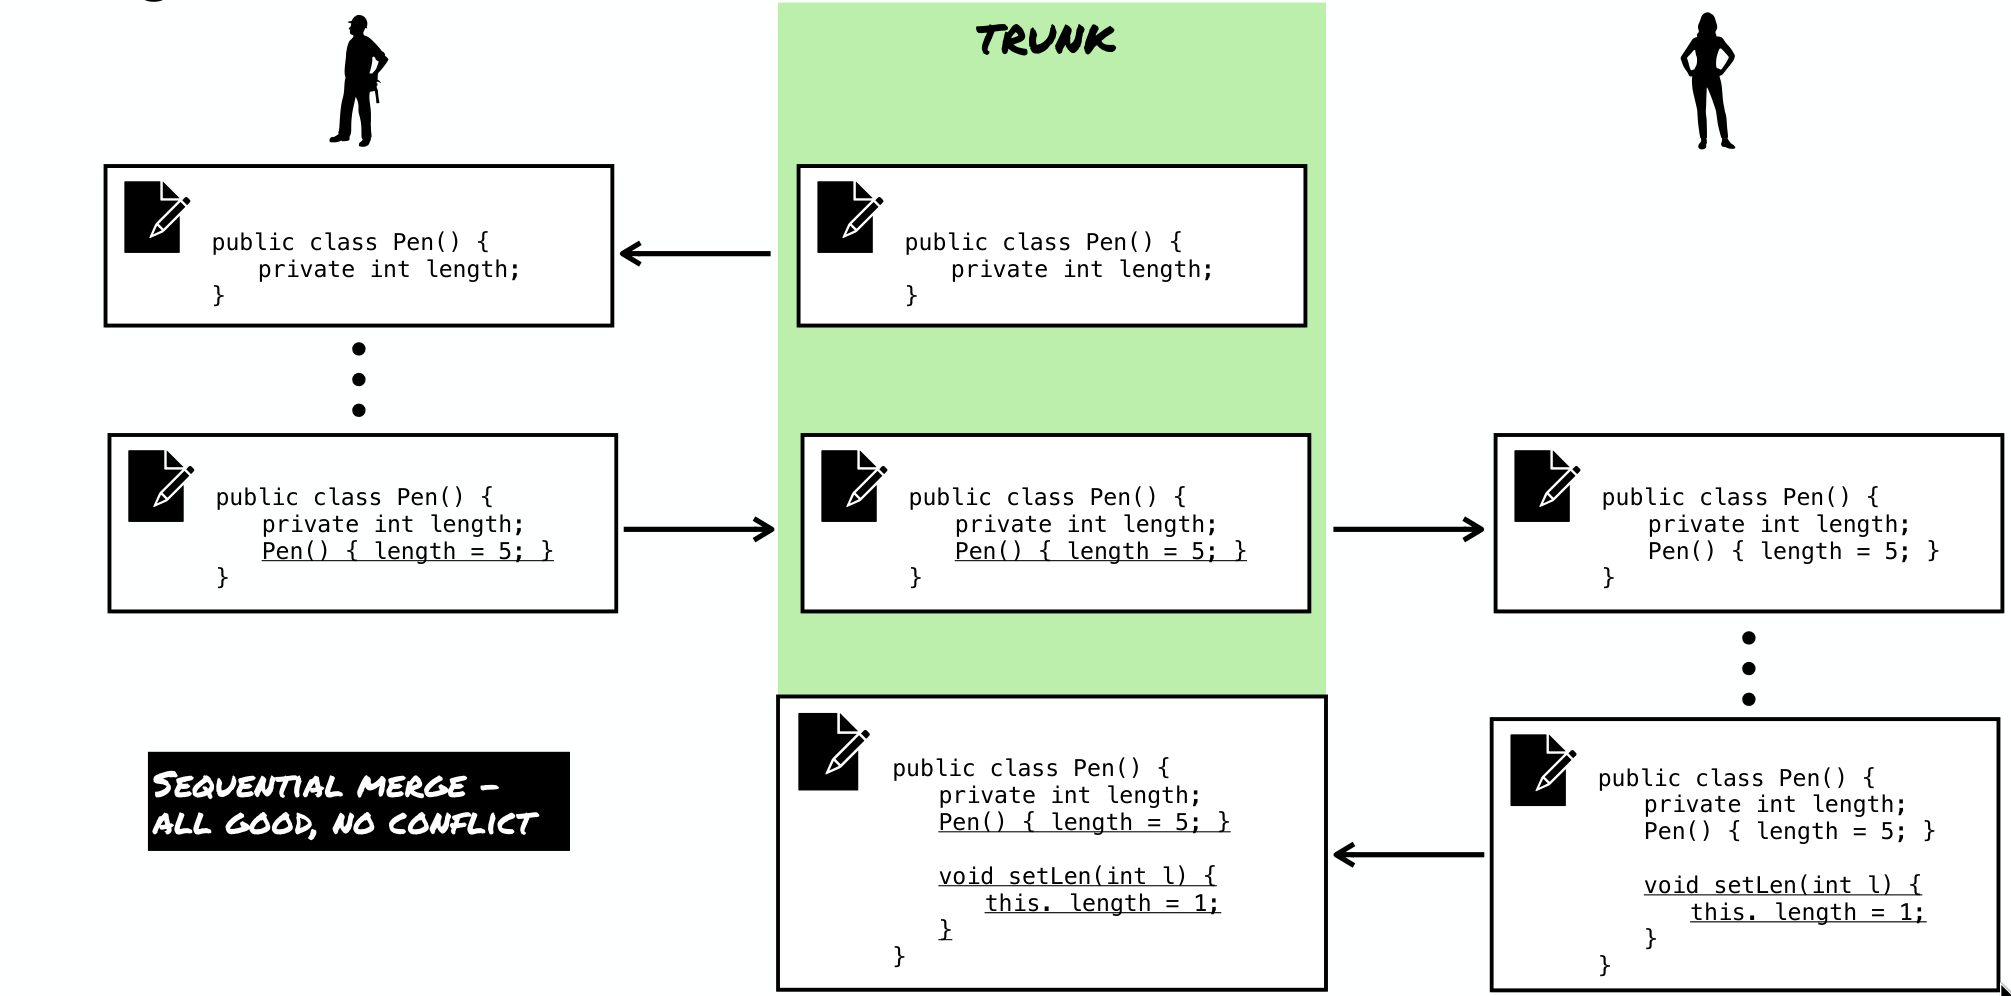 TRUNK
public class Pen() {
private int length;
}
public class Pen() {
private int length;
}
public class Pen() {
private int length;
Pen() { length = 5; }
}
public class Pen() {
private int length;
Pen() { length = 5; }
}
public class Pen() {
private int length;
Pen() { length = 5; }
}
SEQUENTIAL MERGE -
ALL GOOD, NO CONFLICT
public class Pen() {
private int length;
Pen() { length = 5; }
void setLen(int l) {
this. length = 1;
}
}
public class Pen() {
private int length;
Pen() { length = 5; }
void setLen(int l) {
this. length = 1;
}
}